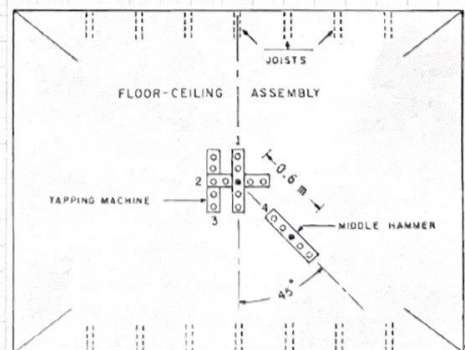 JOISTS
FLOOR-CEILING ASSEMBLY
1
0.6 m
2
TAPPING MACHINE
3
4
MIDDLE HAMMER
45°